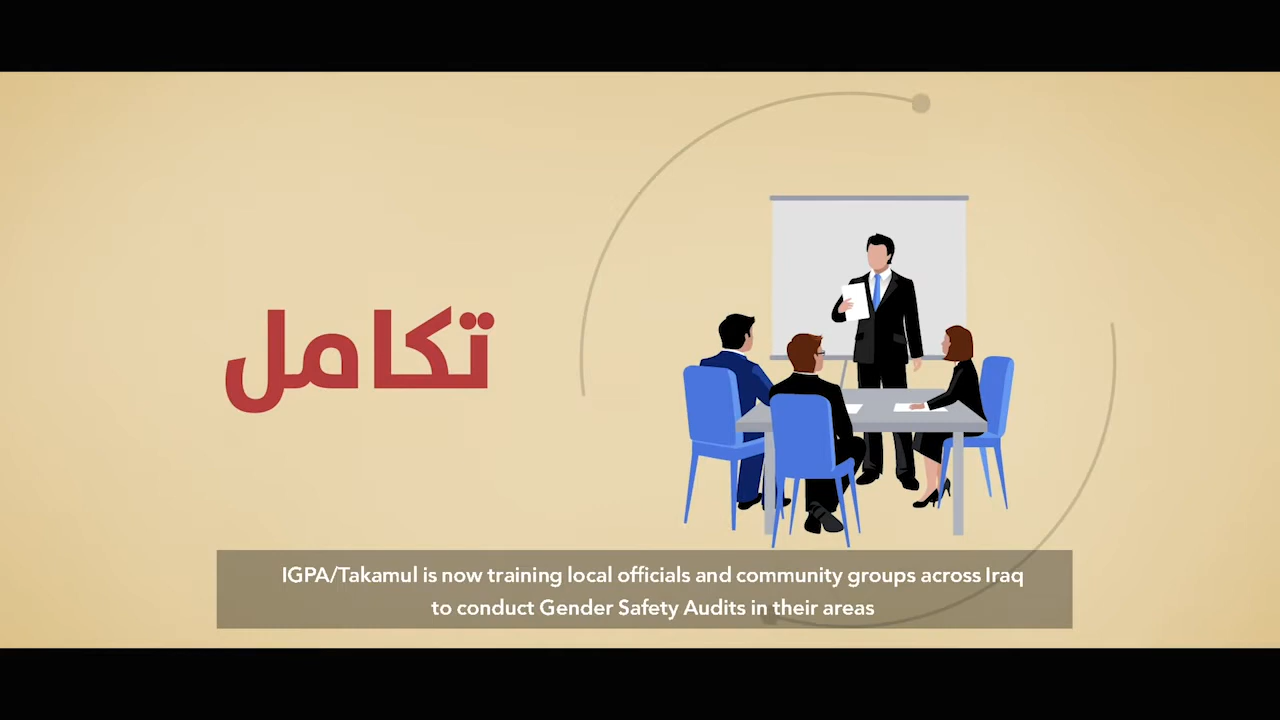 تكامل
IGPA/Takamul is now training local officials and community groups across Iraq
to conduct Gender Safety Audits in their areas